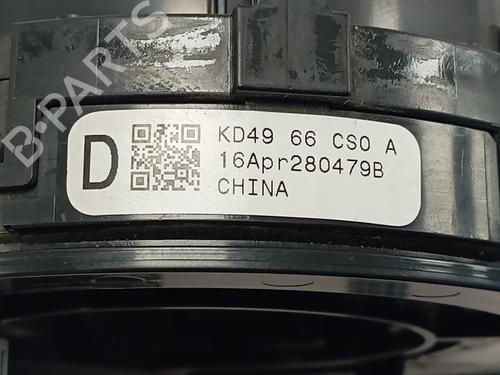 B-PARTS
D
KD49 66 CS0 A
16Apr280479B
CHINA